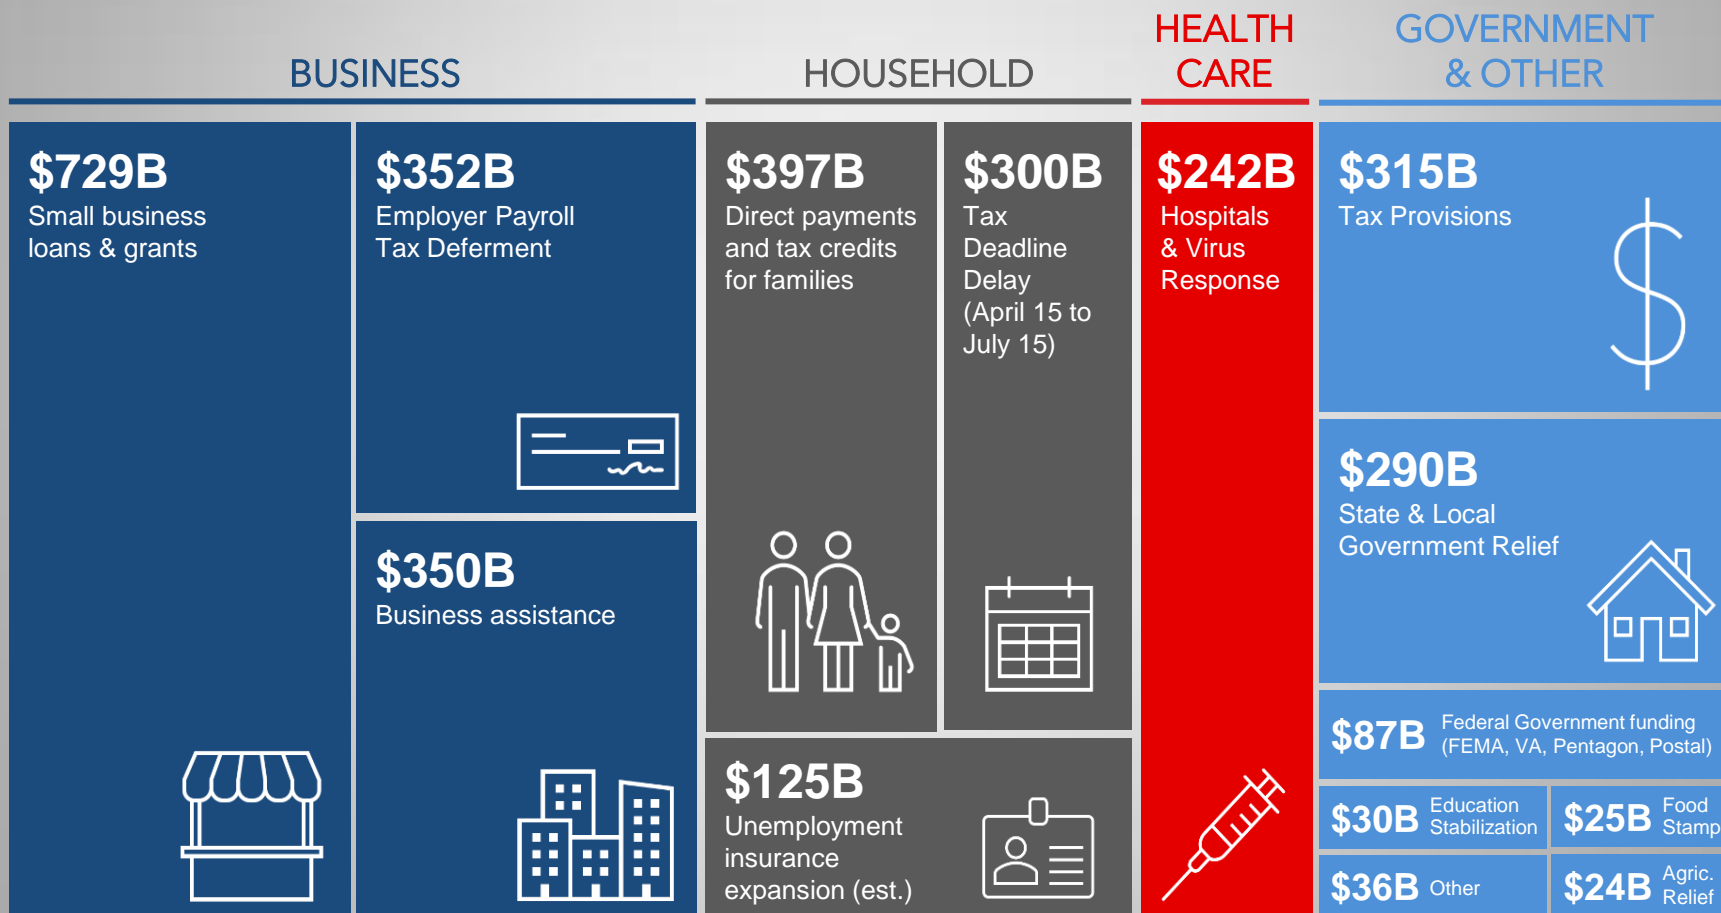 BUSINESS
HOUSEHOLD
HEALTH
CARE
GOVERNMENT
& OTHER
$729B
Small business
loans & grants
$352B
Employer Payroll
Tax Deferment
$350B
Business assistance
$397B
Direct payments
and tax credits
for families
$300B
Tax
Deadline
Delay
(April 15 to
July 15)
$125B
Unemployment
insurance
expansion (est.)
$242B
Hospitals
& Virus
Response
$315B
Tax Provisions
$290B
State & Local
Government Relief
$87B
Federal Government funding
(FEMA, VA, Pentagon, Postal)
$30B
Education
Stabilization
$25B
Food
Stamp
$36B
Other
$24B
Agric.
Relief